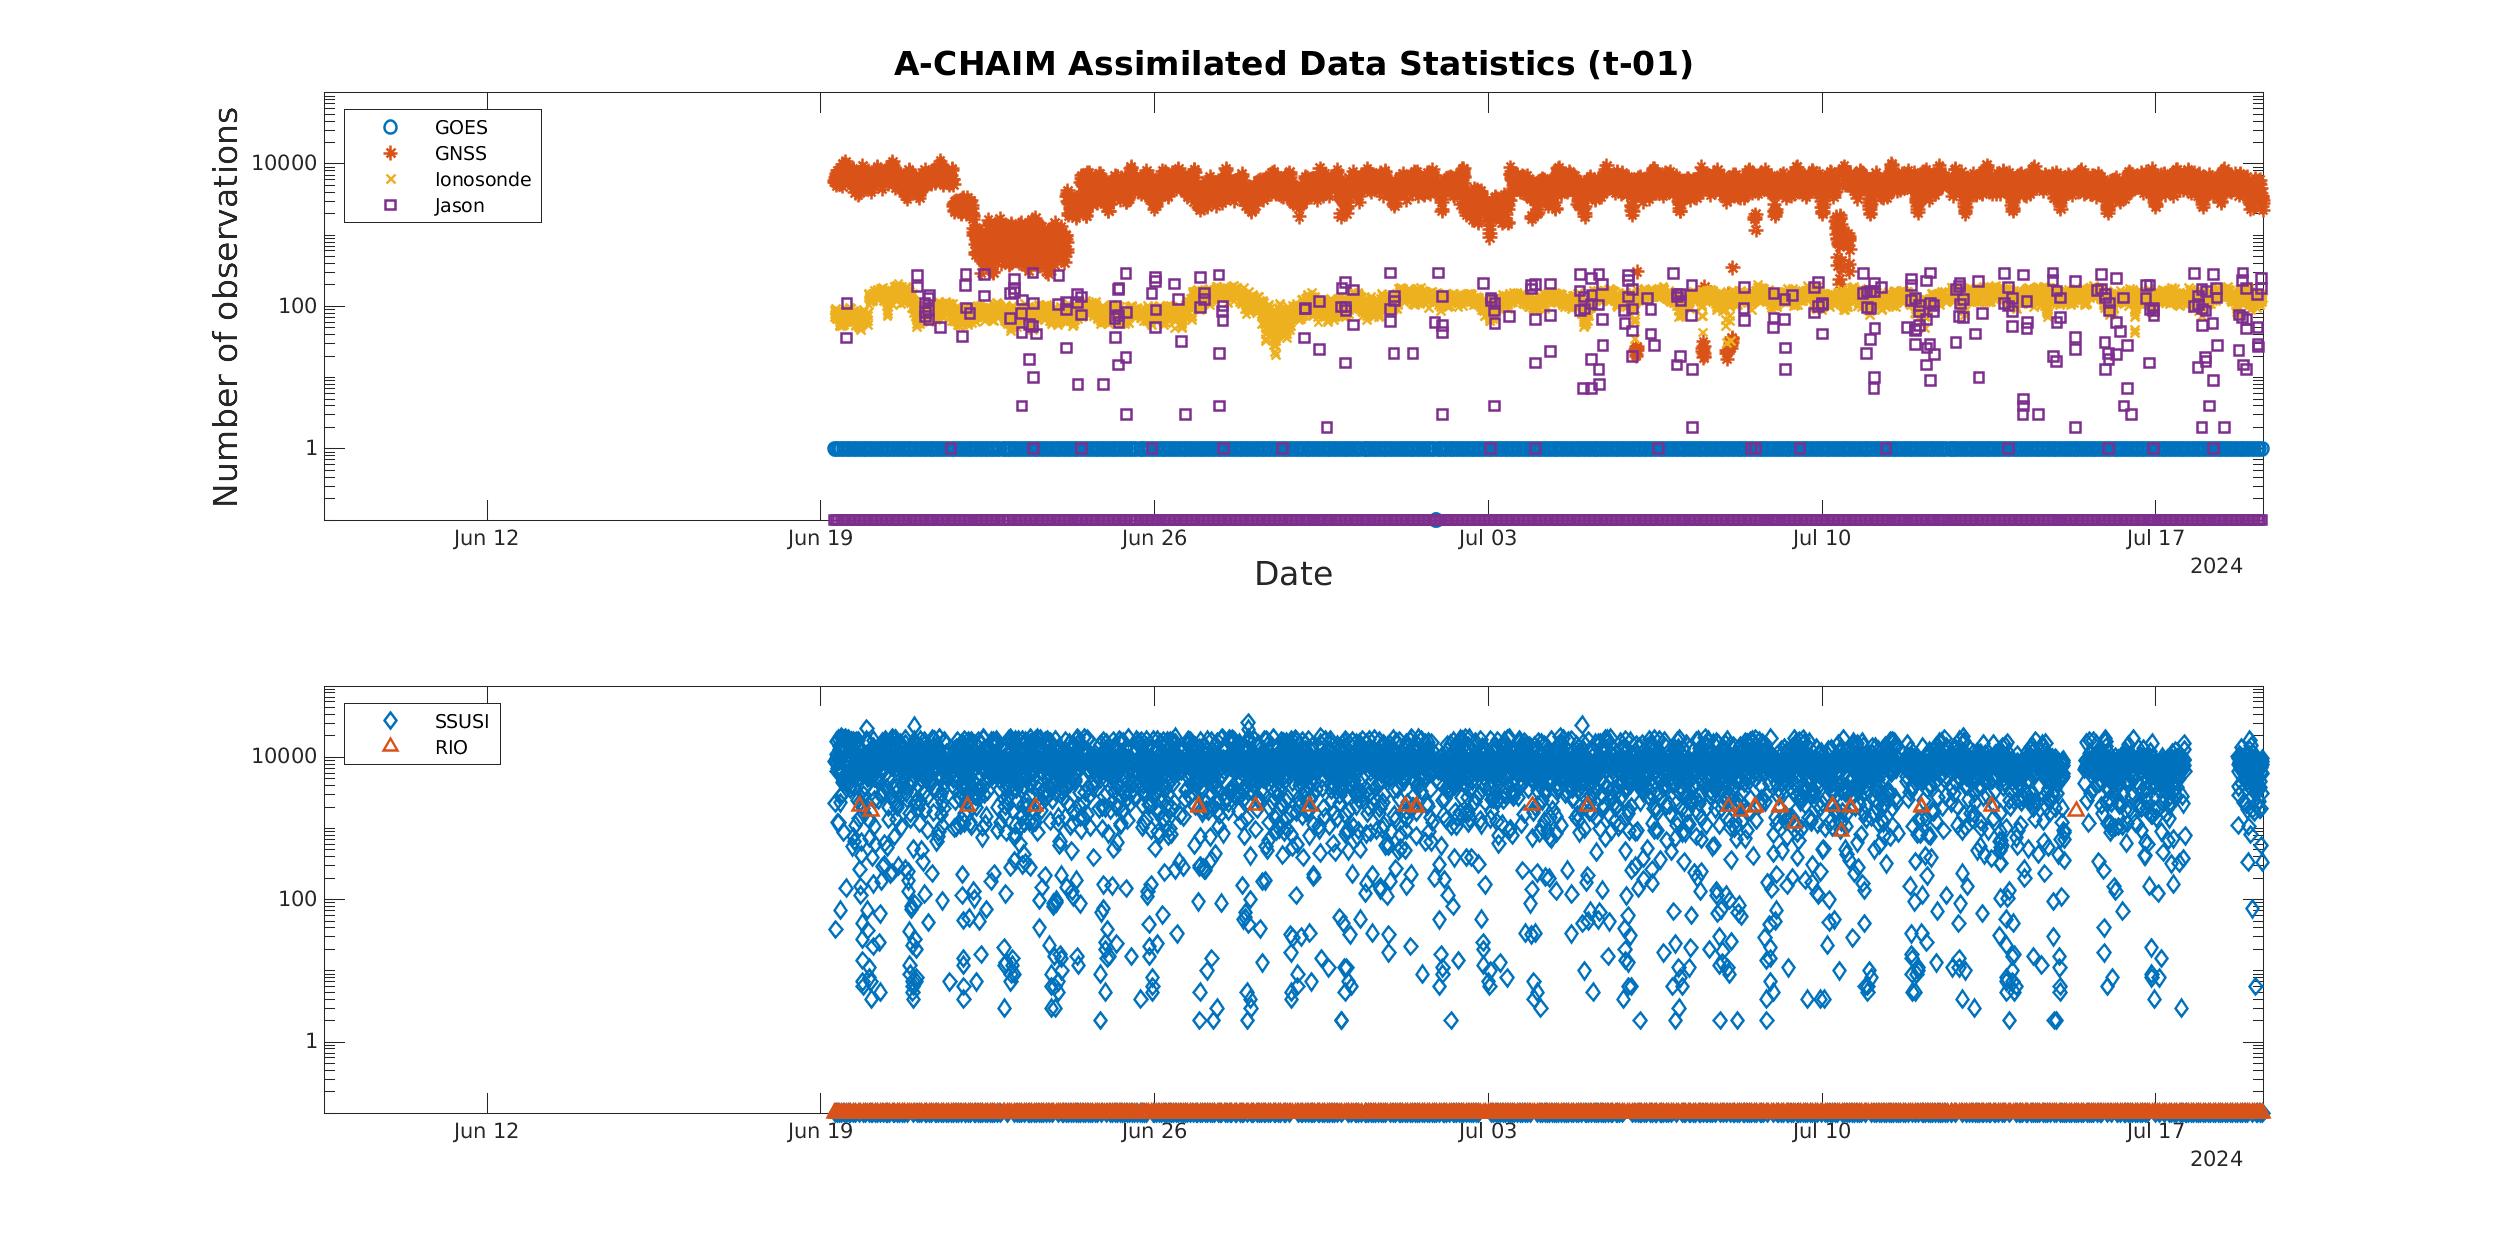 A-CHAIM Assimilated Data Statistics (t-01)
Number of observations
10000
100
1
GOES
GNSS
Ionosonde
Jason
Jun 12
Jun 19
Jun 26
Jul 03
Jul 10
Jul 17
2024
Date
10000
100
1
SSUSI
RIO
Jun 12
Jun 19
Jun 26
Jul 03
Jul 10
Jul 17
2024